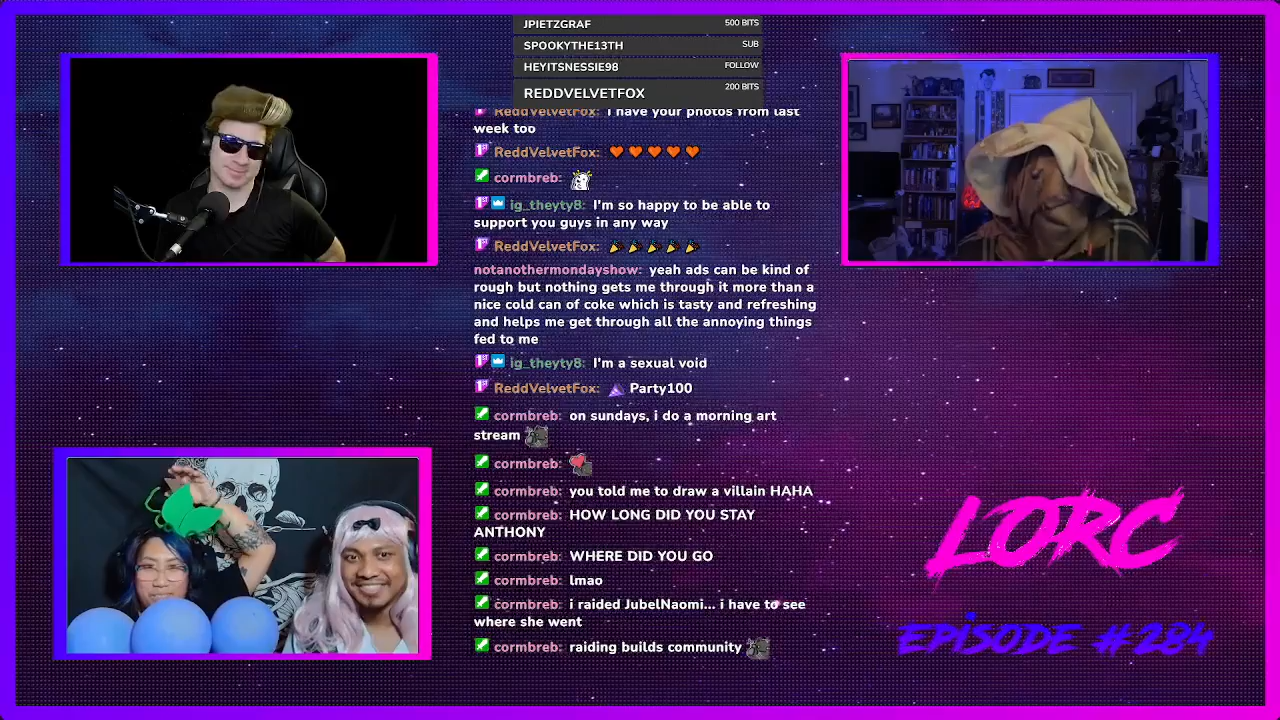 JPIETZGRAF 500 BITS
SPOOKYTHE13TH SUB
HEYITSNESSIE98 FOLLOW
REDDVELVETFOX 200 BITS
ReddVelvetFox: I have your photos from last
week too
ReddVelvetFox: 🧡🧡🧡🧡🧡
cormbreb:
ig_theyty8: I'm so happy to be able to
support you guys in any way
ReddVelvetFox: 🎉🎉🎉🎉🎉
notanothermondayshow: yeah ads can be kind of
rough but nothing gets me through it more than a
nice cold can of coke which is tasty and refreshing
and helps me get through all the annoying things
fed to me
ig_theyty8: I'm a sexual void
ReddVelvetFox: Party100
cormbreb: on sundays, i do a morning art
stream
cormbreb:
cormbreb: you told me to draw a villain HAHA
cormbreb: HOW LONG DID YOU STAY
ANTHONY
cormbreb: WHERE DID YOU GO
cormbreb: lmao
cormbreb: i raided JubelNaomi... i have to see
where she went
cormbreb: raiding builds community
LORC
EPISODE #284